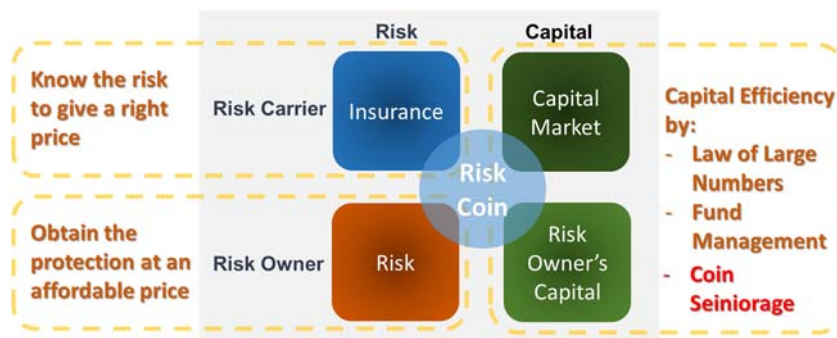 Risk
Capital
Know the risk
to give a right
price
Risk Carrier
Insurance
Capital
Market
Capital Efficiency
by:
- Law of Large
Numbers
- Fund
Management
- Coin
Seiniorage
Risk
Coin
Obtain the
protection at an
affordable price
Risk Owner
Risk
Risk
Owner's
Capital